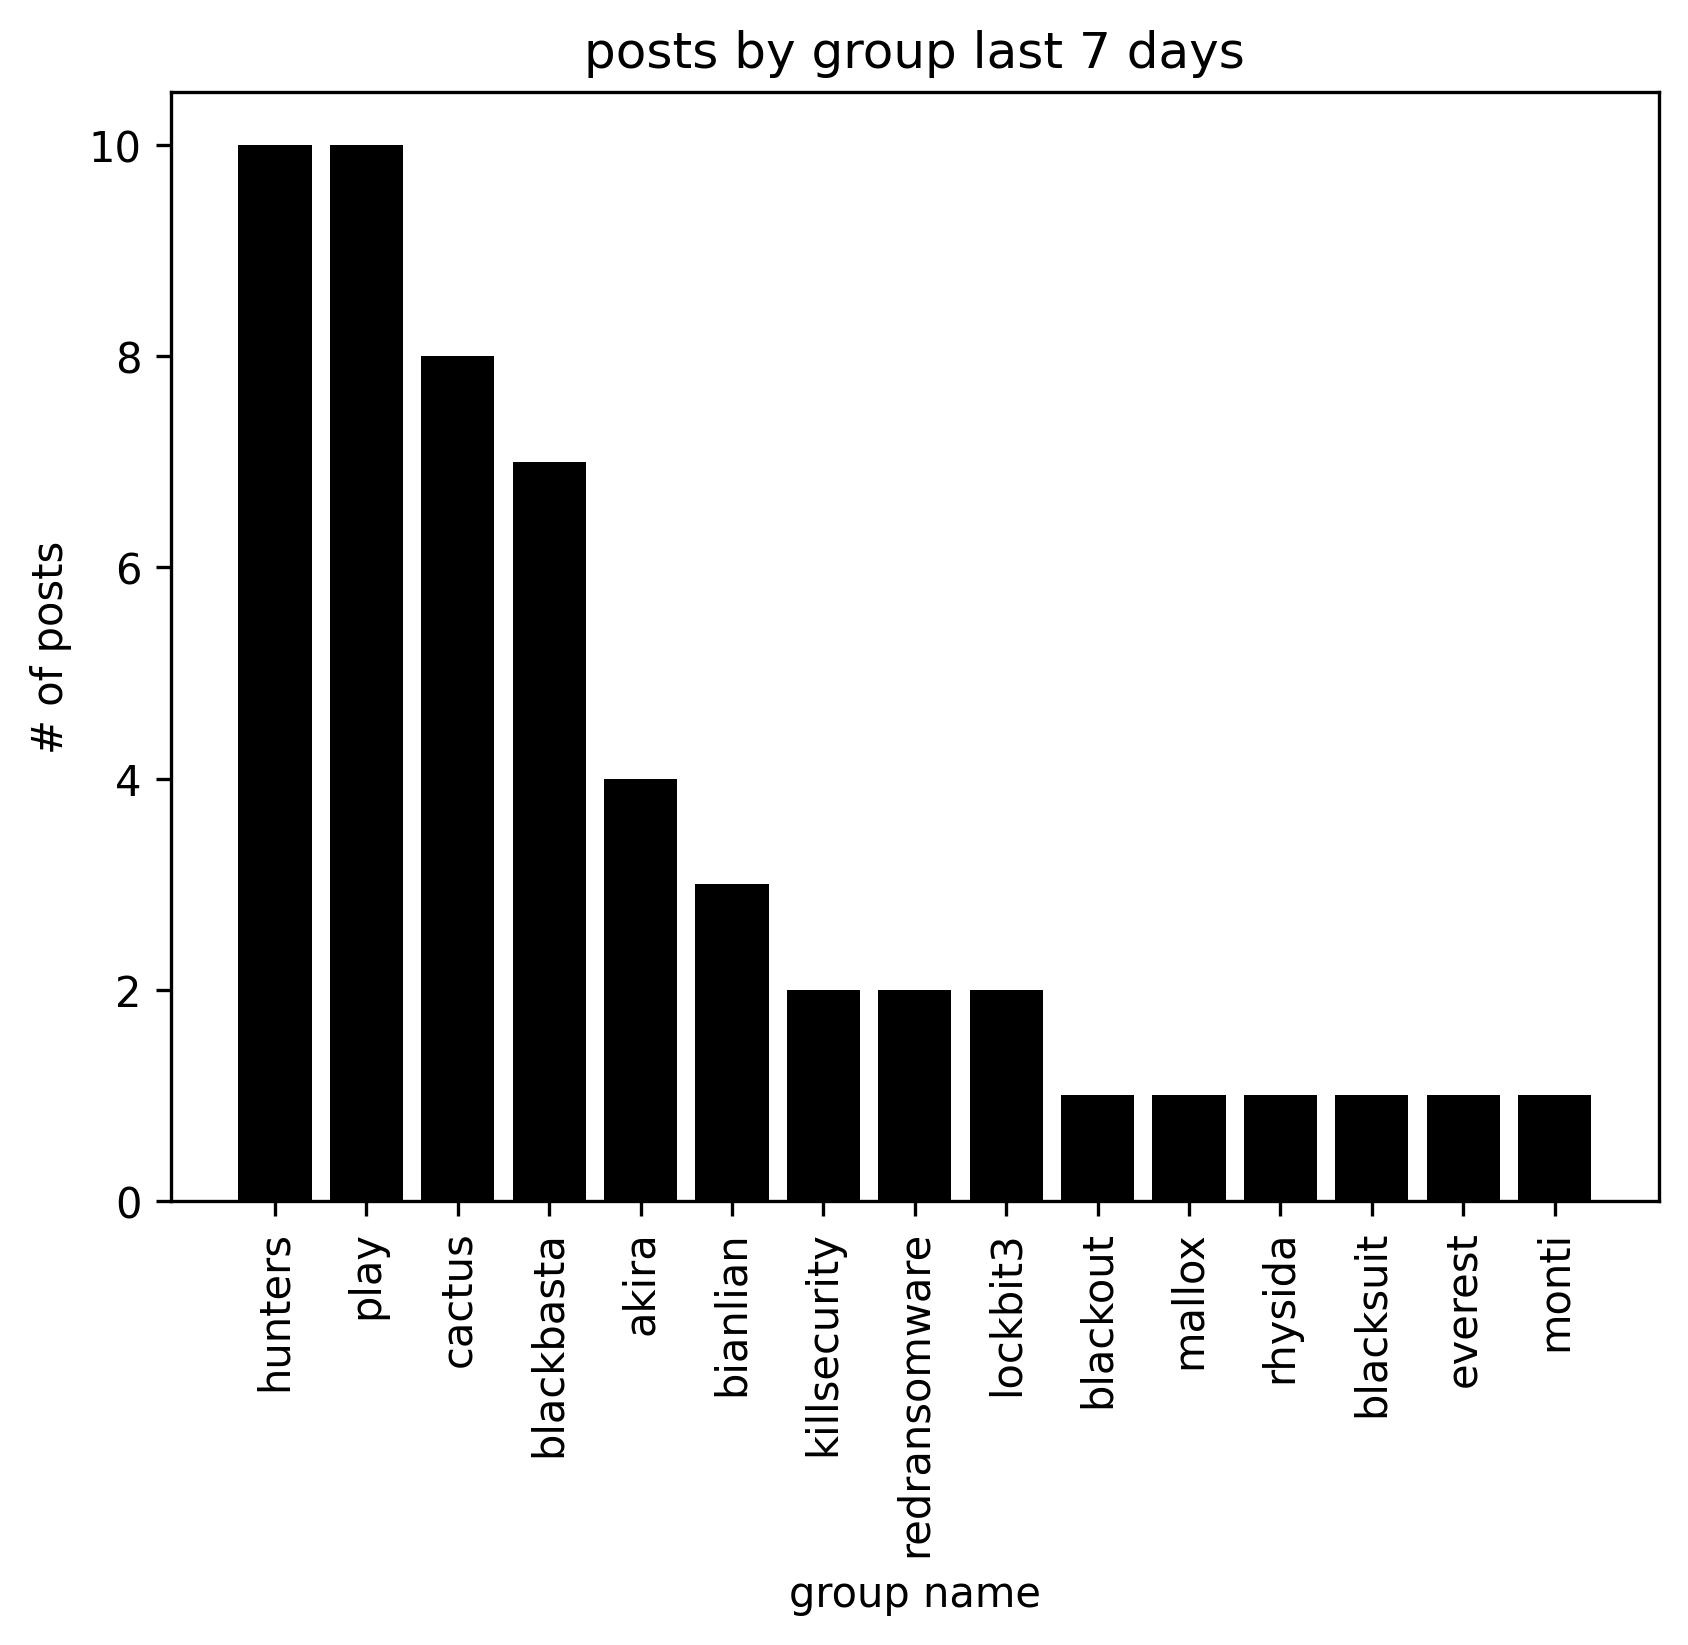 posts by group last 7 days
10
8
6
4
2
0
# of posts
hunters
play
cactus
blackbasta
akira
bianlian
killsecurity
redransomware
lockbit3
blackout
mallox
rhysida
blacksuit
everest
monti
group name